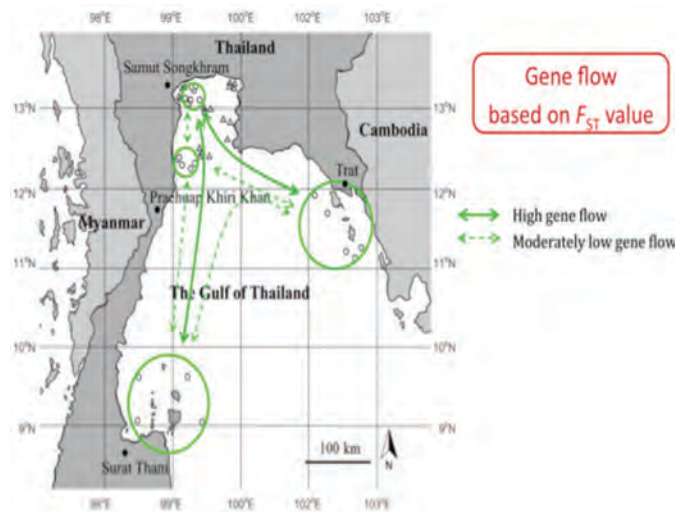 98°E 99°E 100°E 102°E 103°E
Thailand
Samut Songkhram
13°N 13°N
Cambodia
Trat
12°N 12°N
Prachuap Khiri Khan
Myanmar
11°N 11°N
The Gulf of Thailand
10°N 10°N
9°N 9°N
100 km
N
Surat Thani
98°E 99°E 100°E 102°E 103°E
Gene flow
based on FST value
High gene flow
Moderately low gene flow